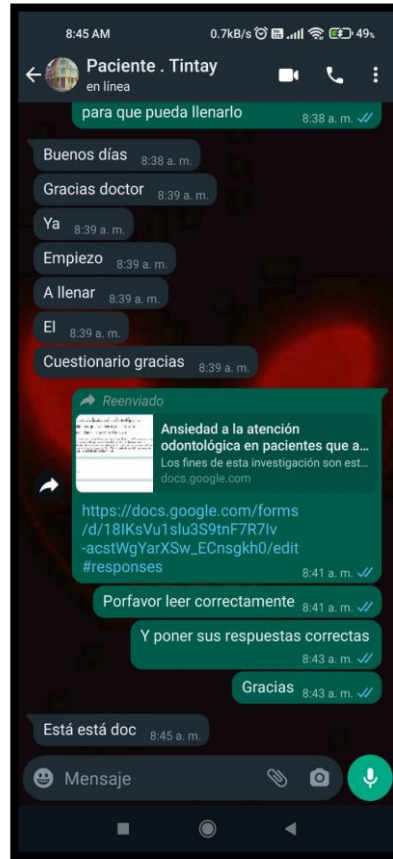 8:45 AM 0.7kB/s 49%
Paciente . Tintay
en línea
para que pueda llenarlo
8:38 a. m.
Buenos días 8:38 a. m.
Gracias doctor 8:39 a. m.
Ya 8:39 a. m.
Empiezo 8:39 a. m.
A llenar 8:39 a. m.
El 8:39 a. m.
Cuestionario gracias 8:39 a. m.
Reenviado
Ansiedad a la atención
odontológica en pacientes que a...
Los fines de esta investigación son est...
docs.google.com
https://docs.google.com/forms
/d/18IKsVu1slu3S9tnF7R7Iv
-acstWgYarXSw_ECnsgkh0/edit
#responses
8:41 a. m.
Porfavor leer correctamente 8:41 a. m.
Y poner sus respuestas correctas
8:43 a. m.
Gracias 8:43 a. m.
Está está doc 8:45 a. m.
Mensaje